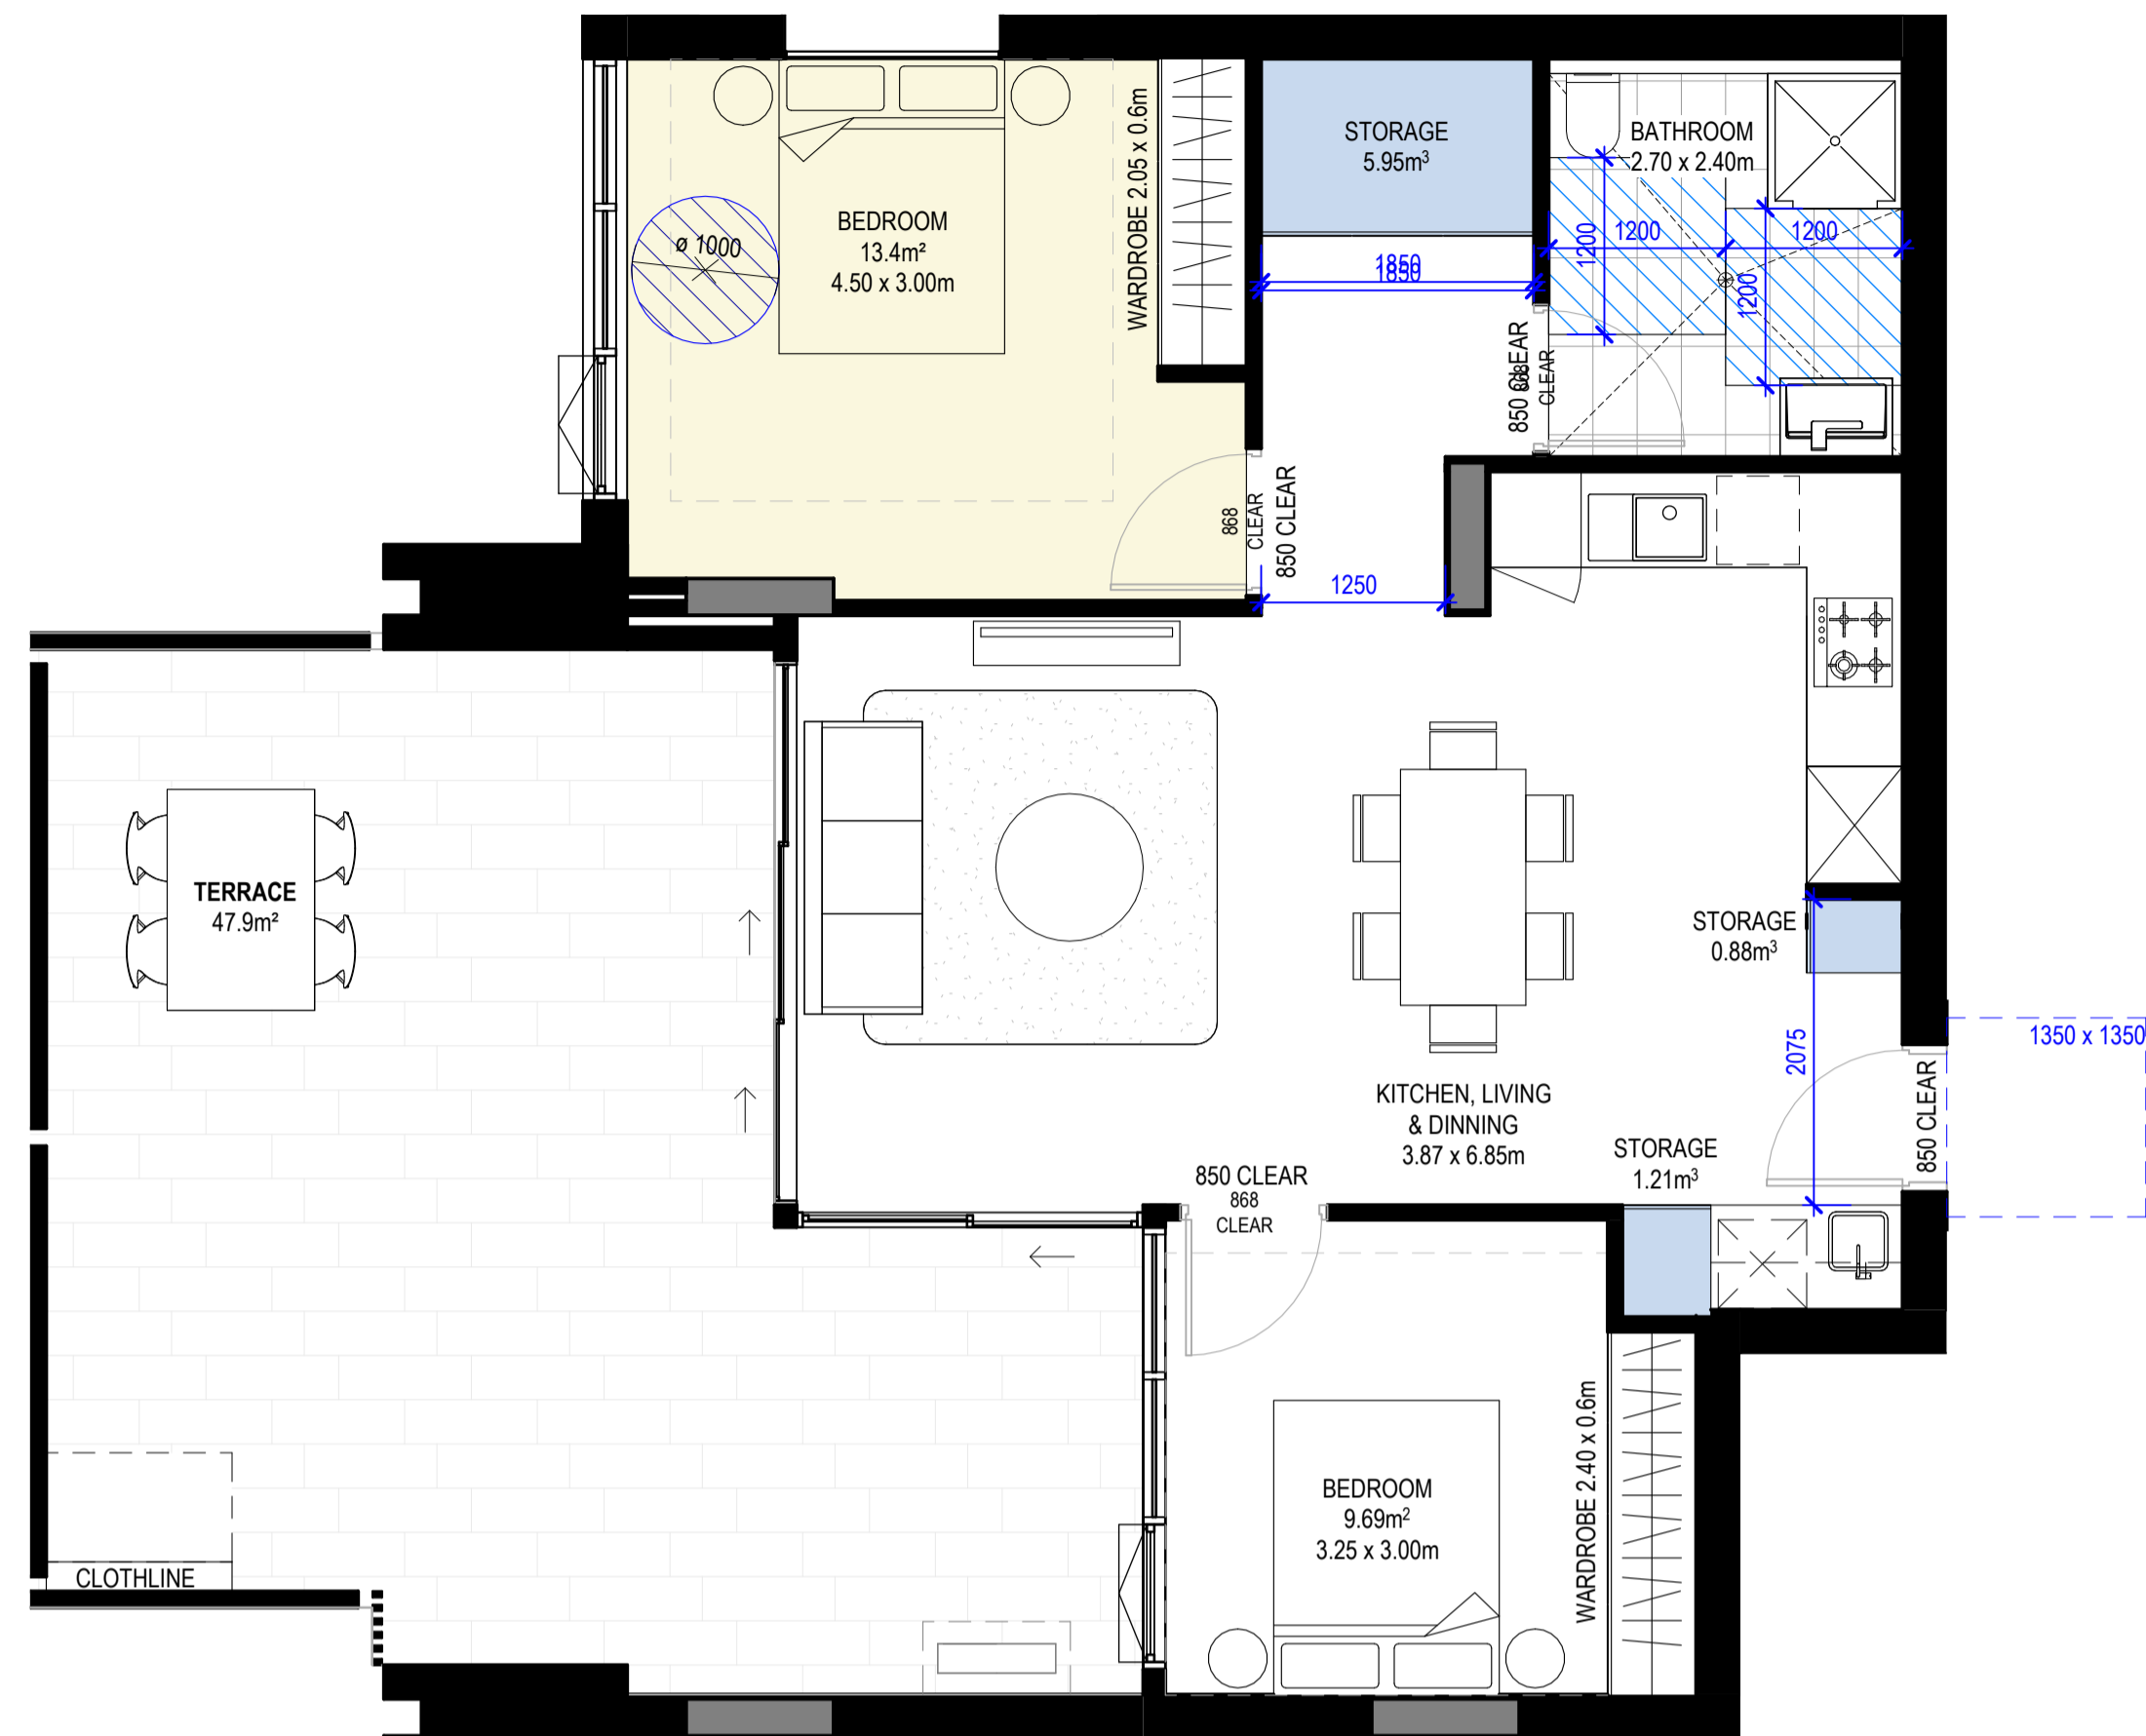 BEDROOM
13.4m²
4.50 x 3.00m
ø 1000
WARDROBE 2.05 x 0.6m
STORAGE
5.95m³
BATHROOM
2.70 x 2.40m
1200
1200
1200
1200
1850
1850
850 CLEAR
868
CLEAR
868
CLEAR
850 CLEAR
1250
TERRACE
47.9m²
STORAGE
0.88m³
2075
1350 x 1350
850 CLEAR
KITCHEN, LIVING
& DINNING
3.87 x 6.85m
STORAGE
1.21m³
850 CLEAR
868
CLEAR
BEDROOM
9.69m²
3.25 x 3.00m
WARDROBE 2.40 x 0.6m
CLOTHLINE